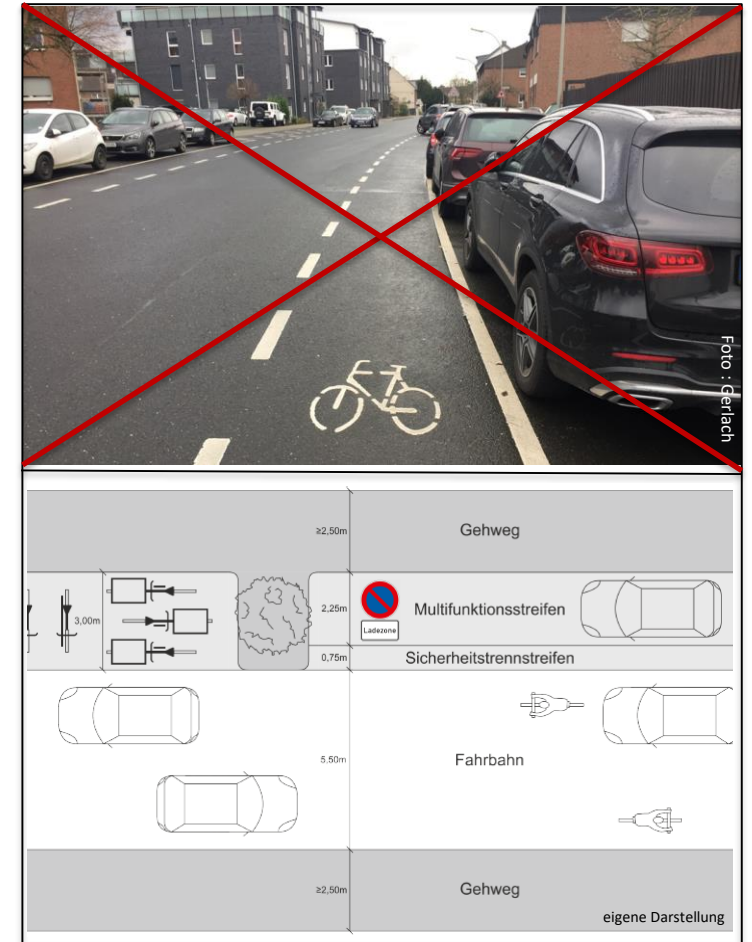 Foto : Gerlach
≥2,50m
Gehweg
3,00m
2,25m
Ladezone
Multifunktionsstreifen
0,75m
Sicherheitstrennstreifen
5,50m
Fahrbahn
≥2,50m
Gehweg
eigene Darstellung